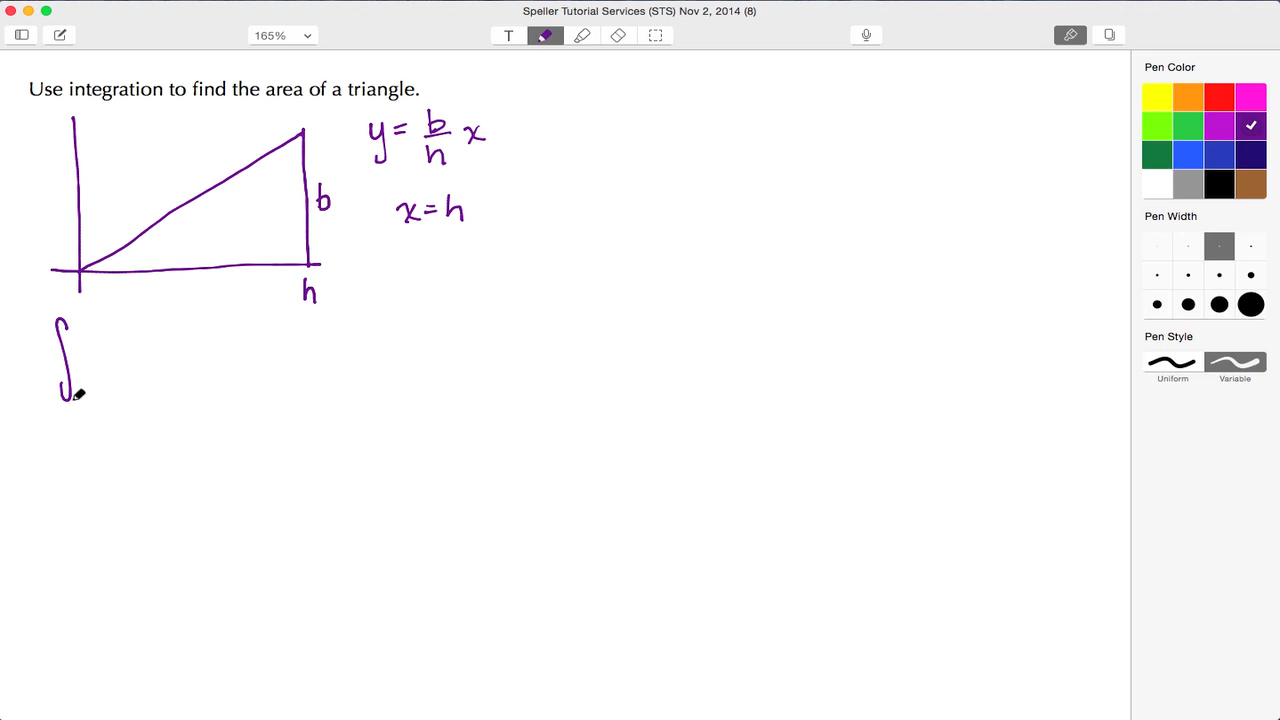 Speller Tutorial Services (STS) Nov 2, 2014 (8)
165%
T
Pen Color
Use integration to find the area of a triangle.
y = b/h x
b
x = h
h
∫
Pen Width
Pen Style
Uniform Variable